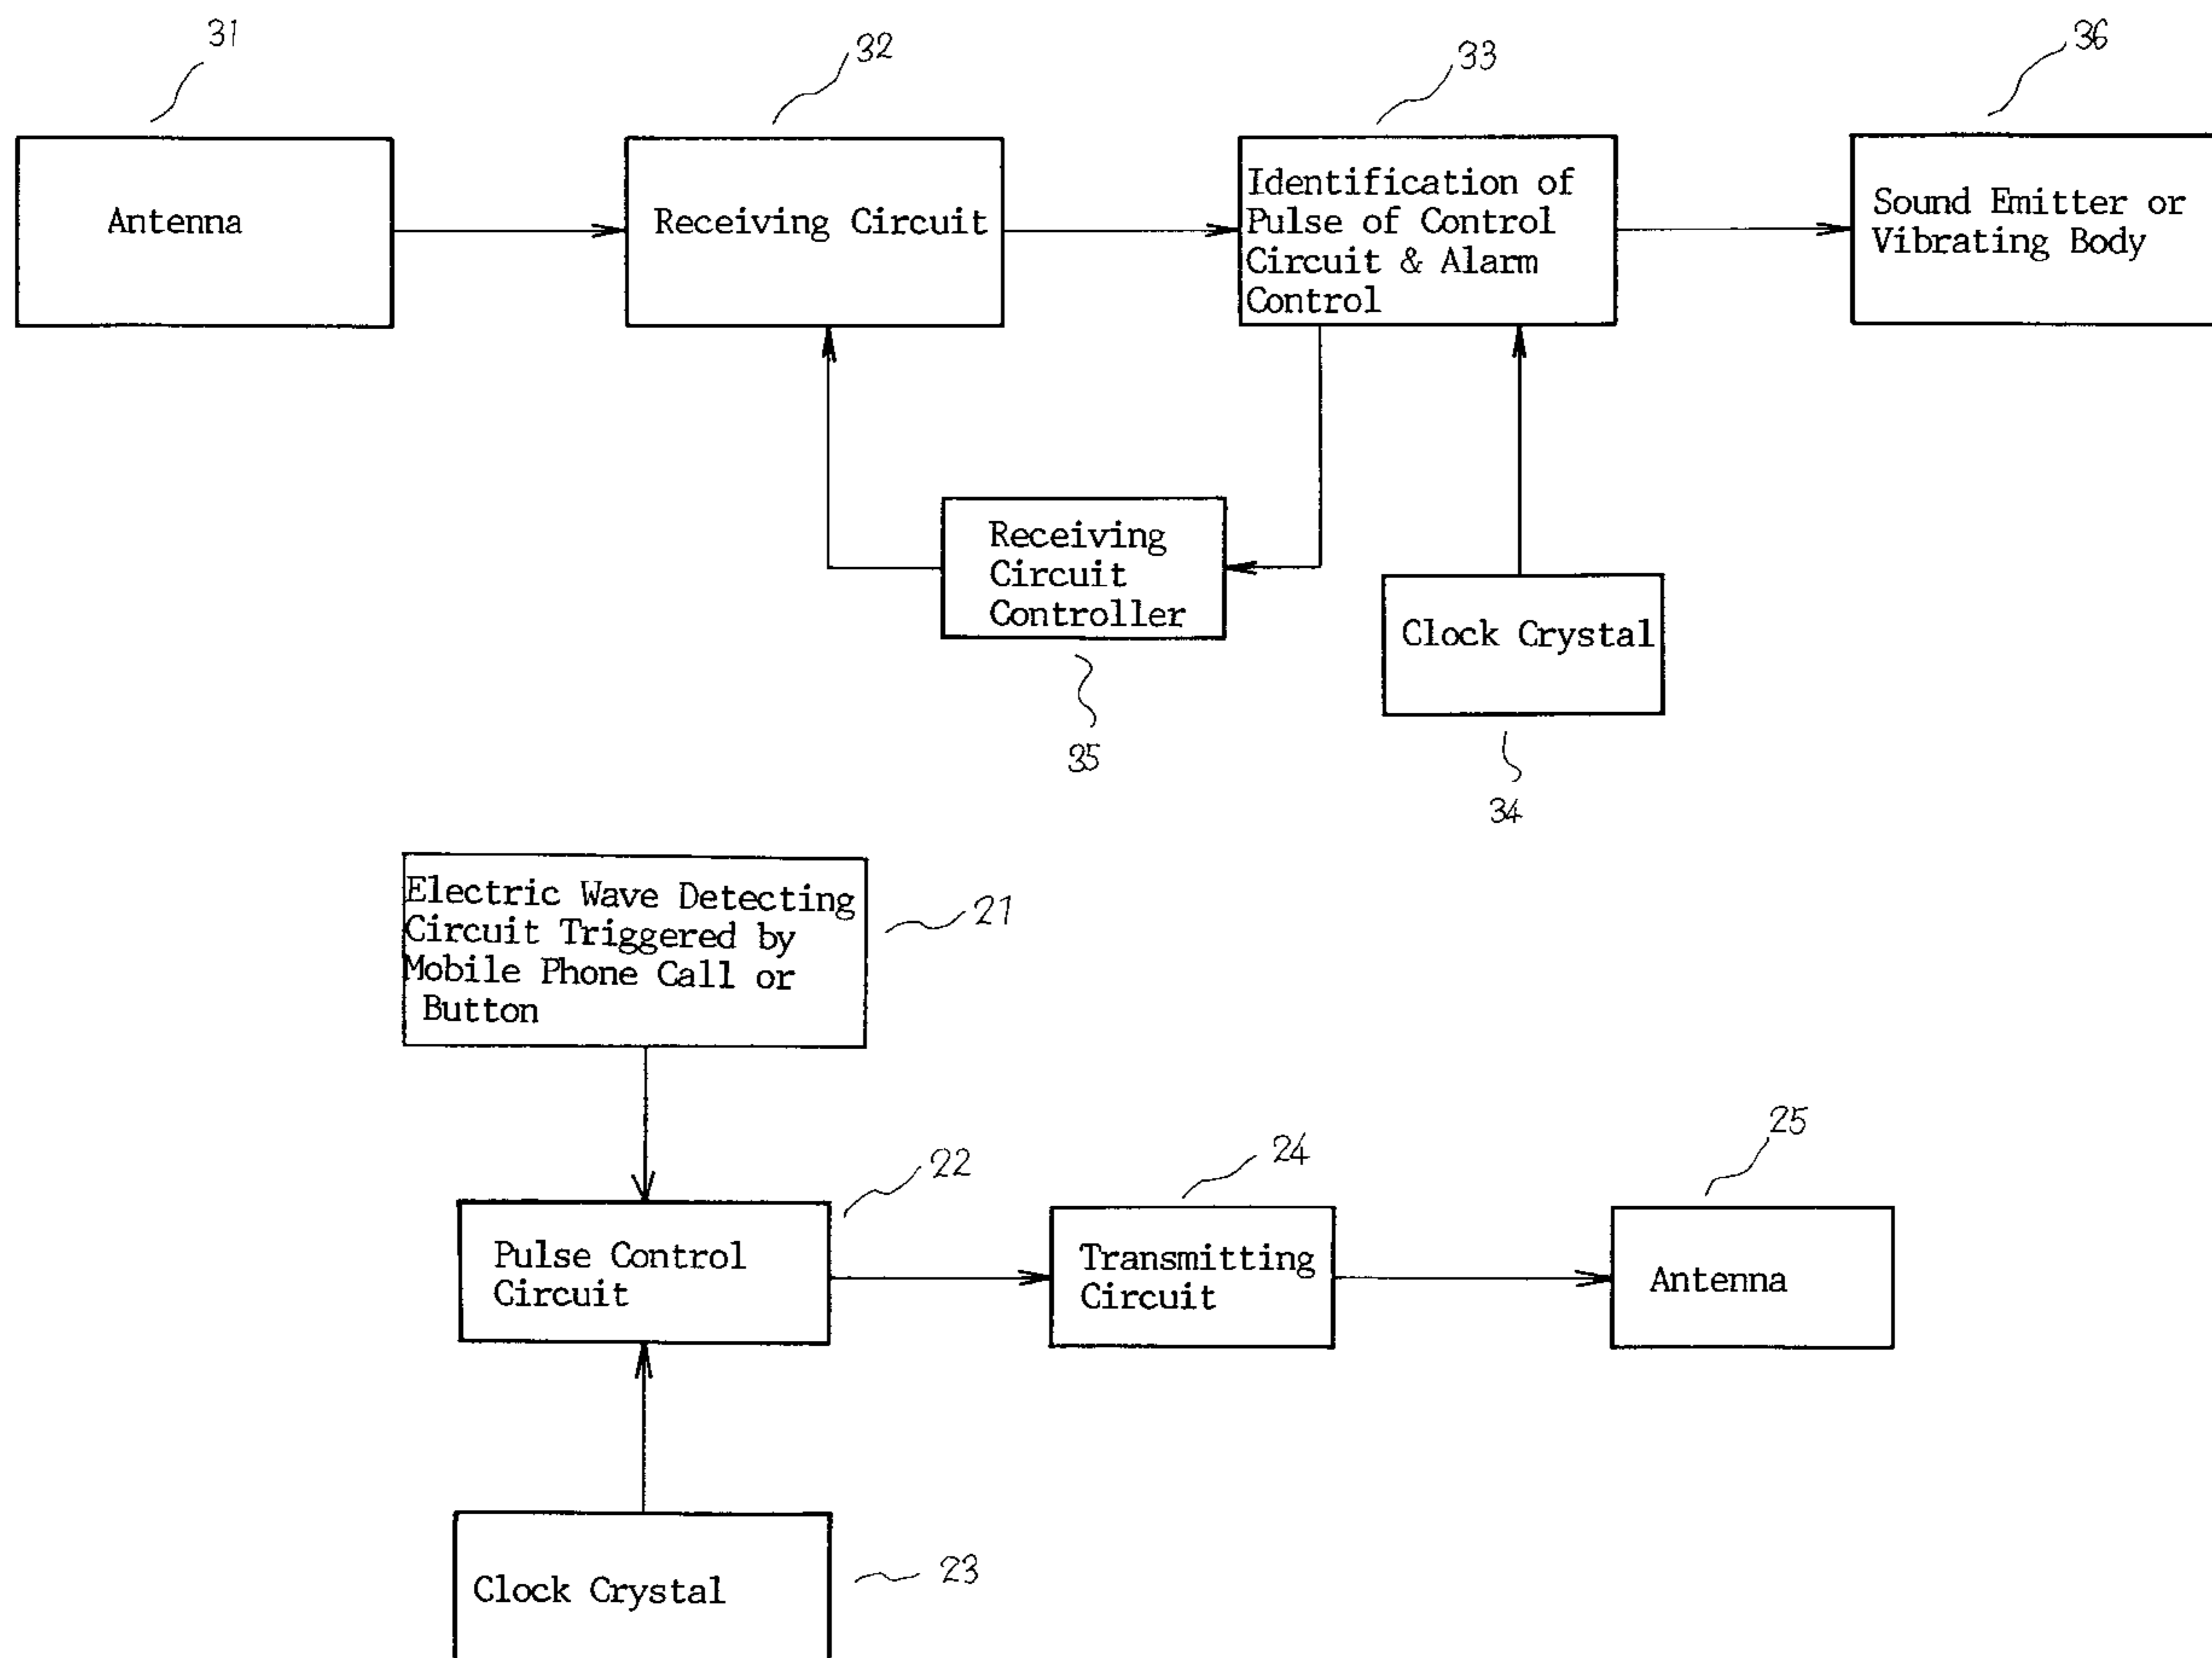 31
32
33
36
Antenna
Receiving Circuit
Identification of
Pulse of Control
Circuit & Alarm
Control
Sound Emitter or
Vibrating Body
Receiving
Circuit
Controller
35
Clock Crystal
34
Electric Wave Detecting
Circuit Triggered by
Mobile Phone Call or
Button
21
Pulse Control
Circuit
22
Transmitting
Circuit
24
Antenna
25
Clock Crystal
23